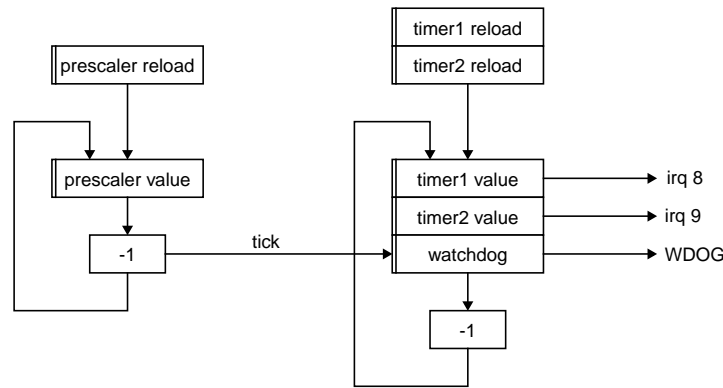 timer1 reload
prescaler reload
timer2 reload
prescaler value
timer1 value
irq 8
timer2 value
irq 9
-1
tick
watchdog
WDOG
-1